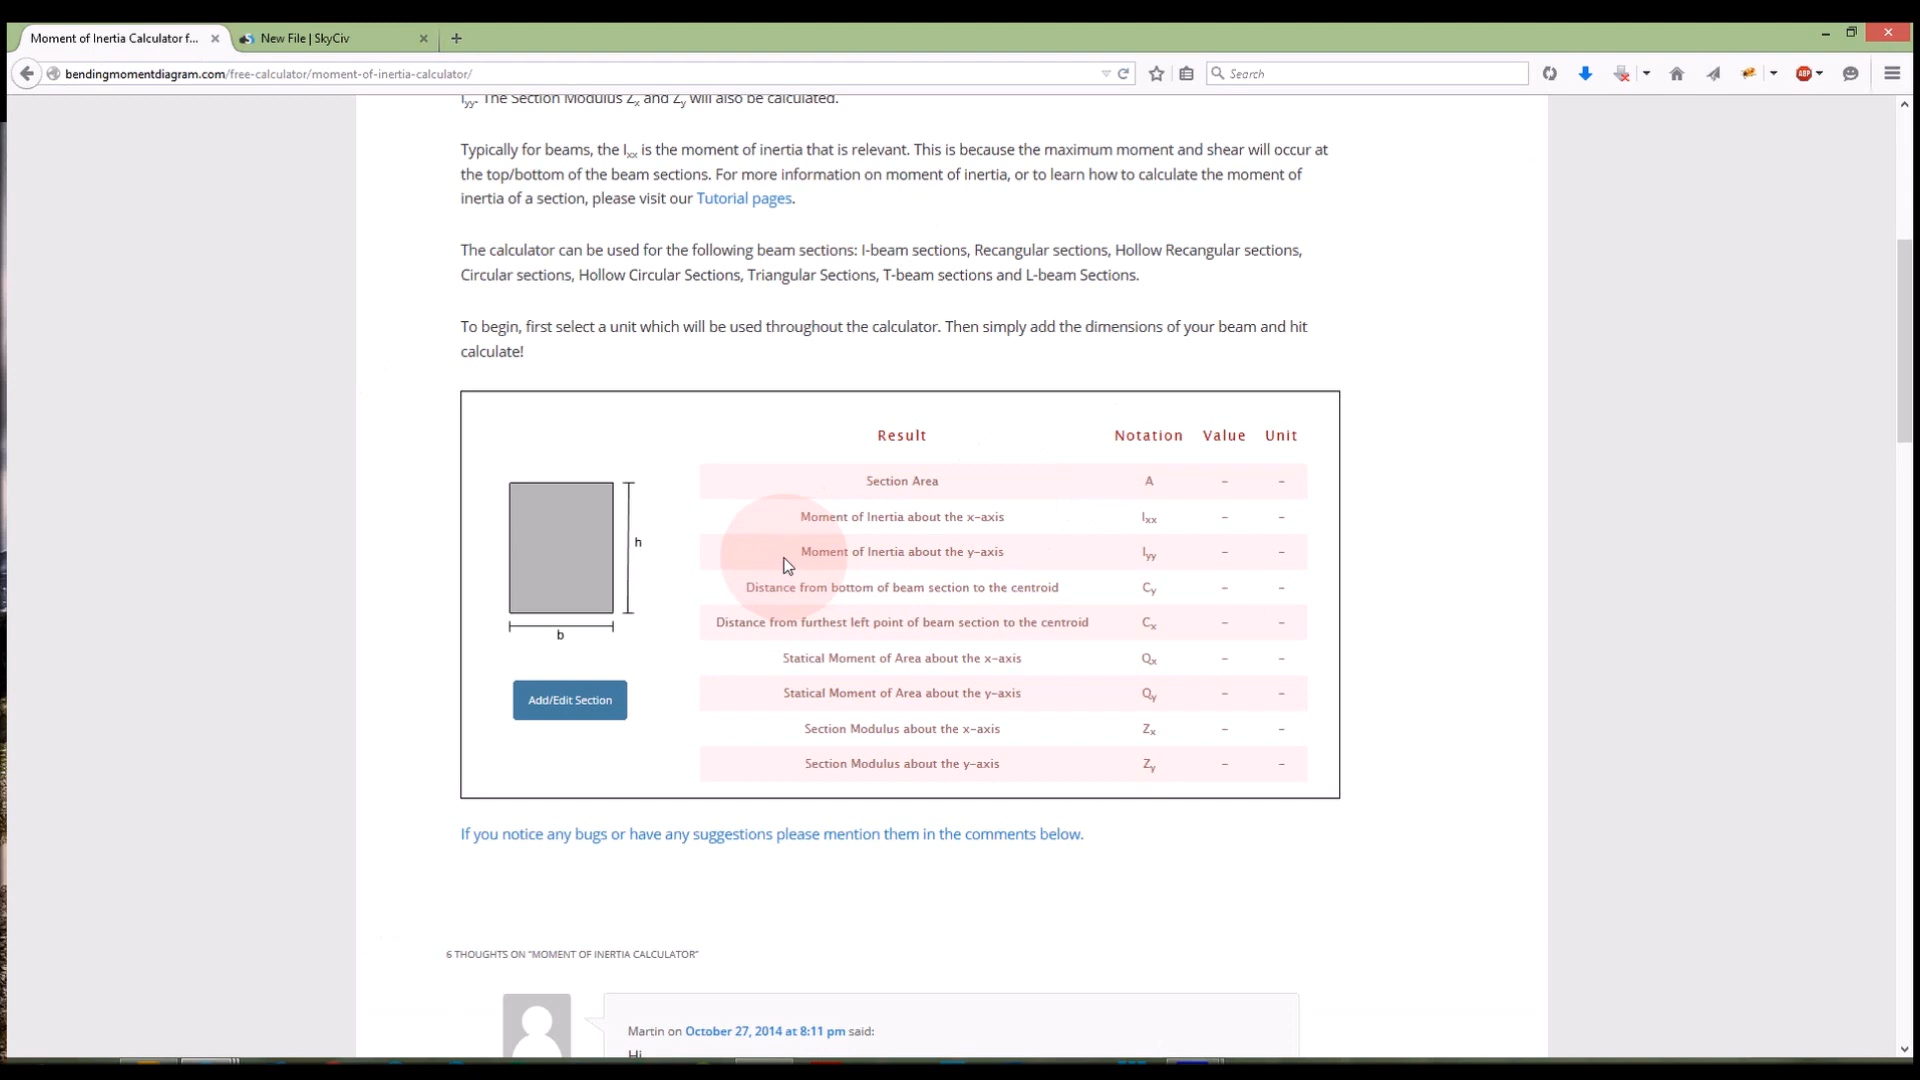 Moment of Inertia Calculator f...
New File | SkyCiv
bendingmomentdiagram.com/free-calculator/moment-of-inertia-calculator/
Search
ABP
Iyy. The Section Modulus Zx and Zy will also be calculated.
Typically for beams, the Ixx is the moment of inertia that is relevant. This is because the maximum moment and shear will occur at
the top/bottom of the beam sections. For more information on moment of inertia, or to learn how to calculate the moment of
inertia of a section, please visit our Tutorial pages.
The calculator can be used for the following beam sections: I-beam sections, Recangular sections, Hollow Recangular sections,
Circular sections, Hollow Circular Sections, Triangular Sections, T-beam sections and L-beam Sections.
To begin, first select a unit which will be used throughout the calculator. Then simply add the dimensions of your beam and hit
calculate!
Result Notation Value Unit
Section Area A – –
Moment of Inertia about the x-axis Ixx – –
Moment of Inertia about the y-axis Iyy – –
Distance from bottom of beam section to the centroid Cy – –
Distance from furthest left point of beam section to the centroid Cx – –
Statical Moment of Area about the x-axis Qx – –
Statical Moment of Area about the y-axis Qy – –
Section Modulus about the x-axis Zx – –
Section Modulus about the y-axis Zy – –
h
b
Add/Edit Section
If you notice any bugs or have any suggestions please mention them in the comments below.
6 THOUGHTS ON “MOMENT OF INERTIA CALCULATOR”
Martin on October 27, 2014 at 8:11 pm said:
Hi